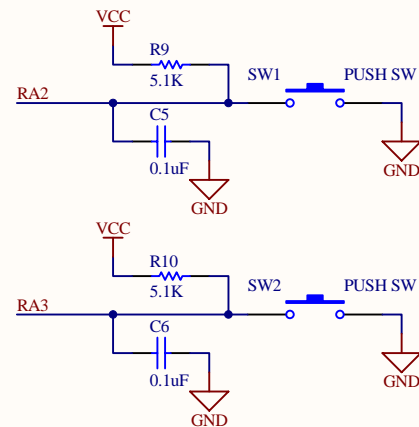 VCC
R9
5.1K
SW1
PUSH SW
RA2
C5
0.1uF
GND
GND
VCC
R10
5.1K
SW2
PUSH SW
RA3
C6
0.1uF
GND
GND